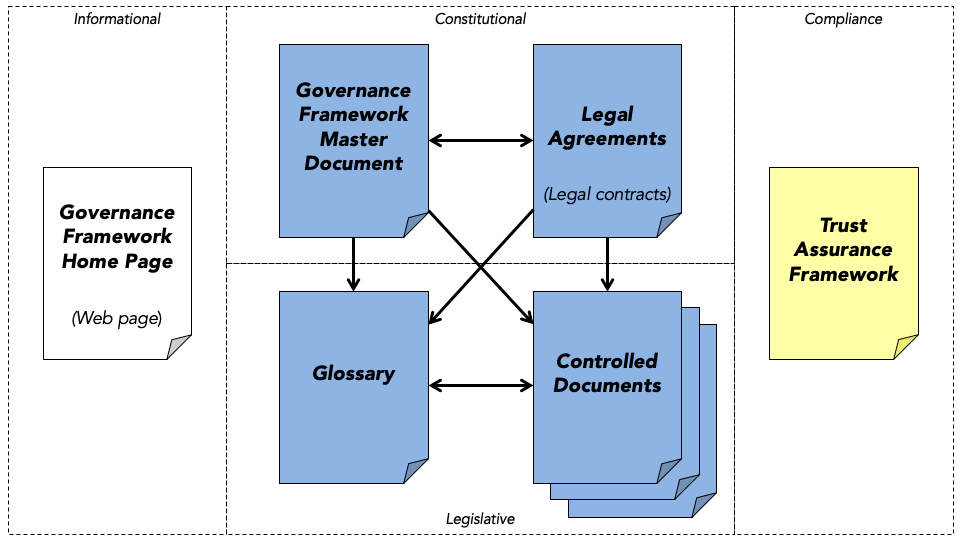 Informational
Constitutional
Compliance
Governance
Framework
Master
Document
Legal
Agreements
(Legal contracts)
Governance
Framework
Home Page
(Web page)
Trust
Assurance
Framework
Glossary
Controlled
Documents
Legislative